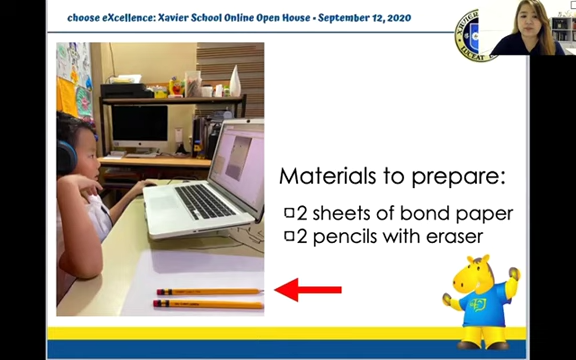 choose eXcellence: Xavier School Online Open House • September 12, 2020
Materials to prepare:
2 sheets of bond paper
2 pencils with eraser